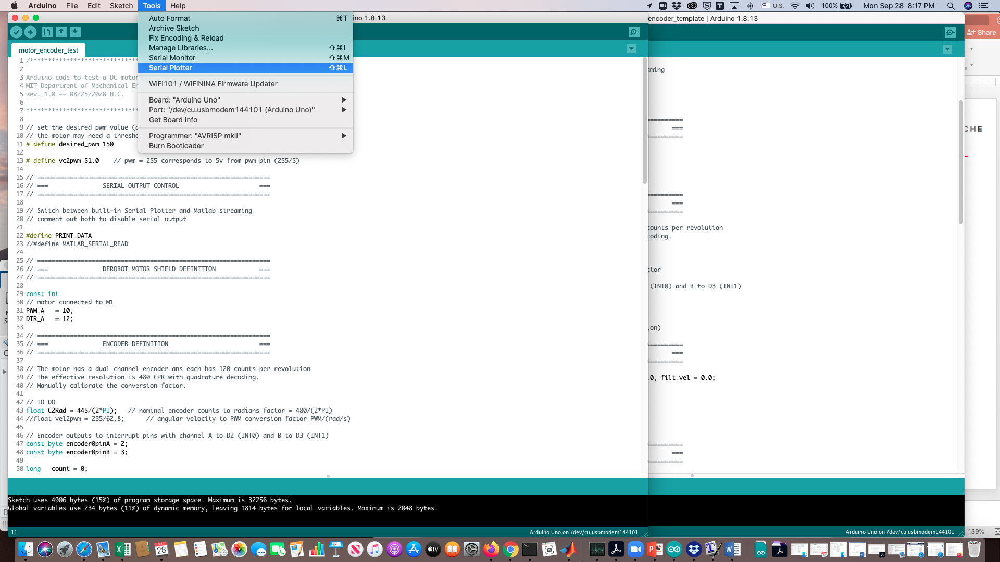 Arduino File Edit Sketch Tools Help
U.S. 100% Mon Sep 28 8:17 PM
Auto Format ⌘T
Archive Sketch
Fix Encoding & Reload
Manage Libraries... ⇧⌘I
Serial Monitor ⇧⌘M
Serial Plotter ⇧⌘L
WiFi101 / WiFiNINA Firmware Updater
Board: "Arduino Uno"
Port: "/dev/cu.usbmodem144101 (Arduino Uno)"
Get Board Info
Programmer: "AVRISP mkII"
Burn Bootloader
ino 1.8.13
encoder_template | Arduino 1.8.13
Share
motor_encoder_test
1 /******************************
2
3 Arduino code to test a DC motor
4 MIT Department of Mechanical En
5 Rev. 1.0 -- 08/25/2020 H.C.
6
7 *******************************
8
9 // set the desired pwm value (
10 // the motor may need a thresho
11 # define desired_pwm 150
12
13 # define vc2pwm 51.0    // pwm = 255 corresponds to 5v from pwm pin (255/5)
14
15 // ================================================================
16 // ===               SERIAL OUTPUT CONTROL                      ===
17 // ================================================================
18
19 // Switch between built-in Serial Plotter and Matlab streaming
20 // comment out both to disable serial output
21
22 #define PRINT_DATA
23 //#define MATLAB_SERIAL_READ
24
25 // ================================================================
26 // ===               DFROBOT MOTOR SHIELD DEFINITION            ===
27 // ================================================================
28
29 const int
30 // motor connected to M1
31 PWM_A   = 10,
32 DIR_A   = 12;
33
34 // ================================================================
35 // ===               ENCODER DEFINITION                         ===
36 // ================================================================
37
38 // The motor has a dual channel encoder ans each has 120 counts per revolution
39 // The effective resolution is 480 CPR with quadrature decoding.
40 // Manually calibrate the conversion factor.
41
42 // TO DO
43 float C2Rad = 445/(2*PI);   // nominal encoder counts to radians factor = 480/(2*PI)
44 //float vel2pwm = 255/62.8;      // angular velocity to PWM conversion factor PWM/(rad/s)
45
46 // Encoder outputs to interrupt pins with channel A to D2 (INT0) and B to D3 (INT1)
47 const byte encoder0pinA = 2;
48 const byte encoder0pinB = 3;
49
50 long   count = 0;
aming
==========
===
==========
==========
===
==========
counts per revolution
coding.
ctor
(INT0) and B to D3 (INT1)
ion)
==========
===
==========
.0, filt_vel = 0.0;
==========
===
==========
CHE
Sketch uses 4906 bytes (15%) of program storage space. Maximum is 32256 bytes.
Global variables use 234 bytes (11%) of dynamic memory, leaving 1814 bytes for local variables. Maximum is 2048 bytes.
11
Arduino Uno on /dev/cu.usbmodem144101
Arduino Uno on /dev/cu.usbmodem144101
139%
SEP
28
tv